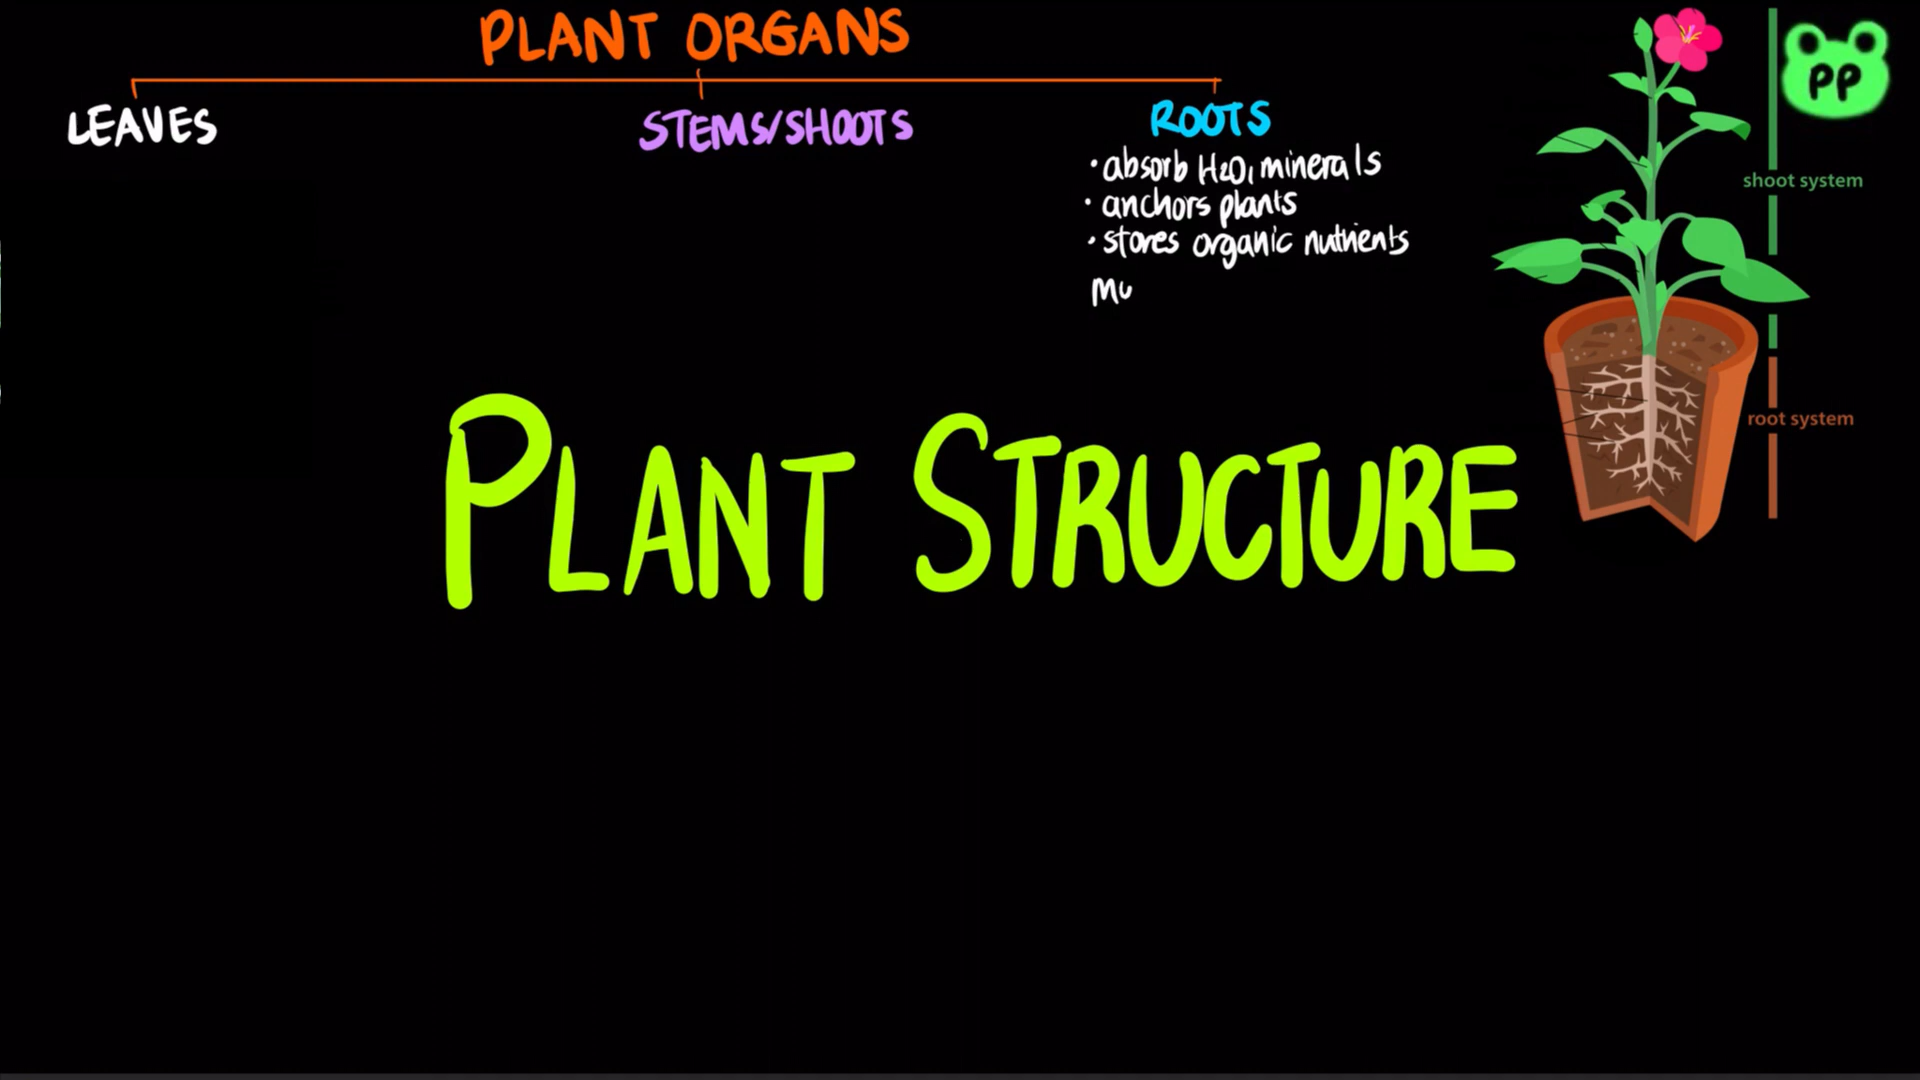 PLANT ORGANS
LEAVES
STEMS/SHOOTS
ROOTS
• absorb H2O, minerals
• anchors plants
• stores organic nutrients
Mu
PLANT STRUCTURE
PP
shoot system
root system